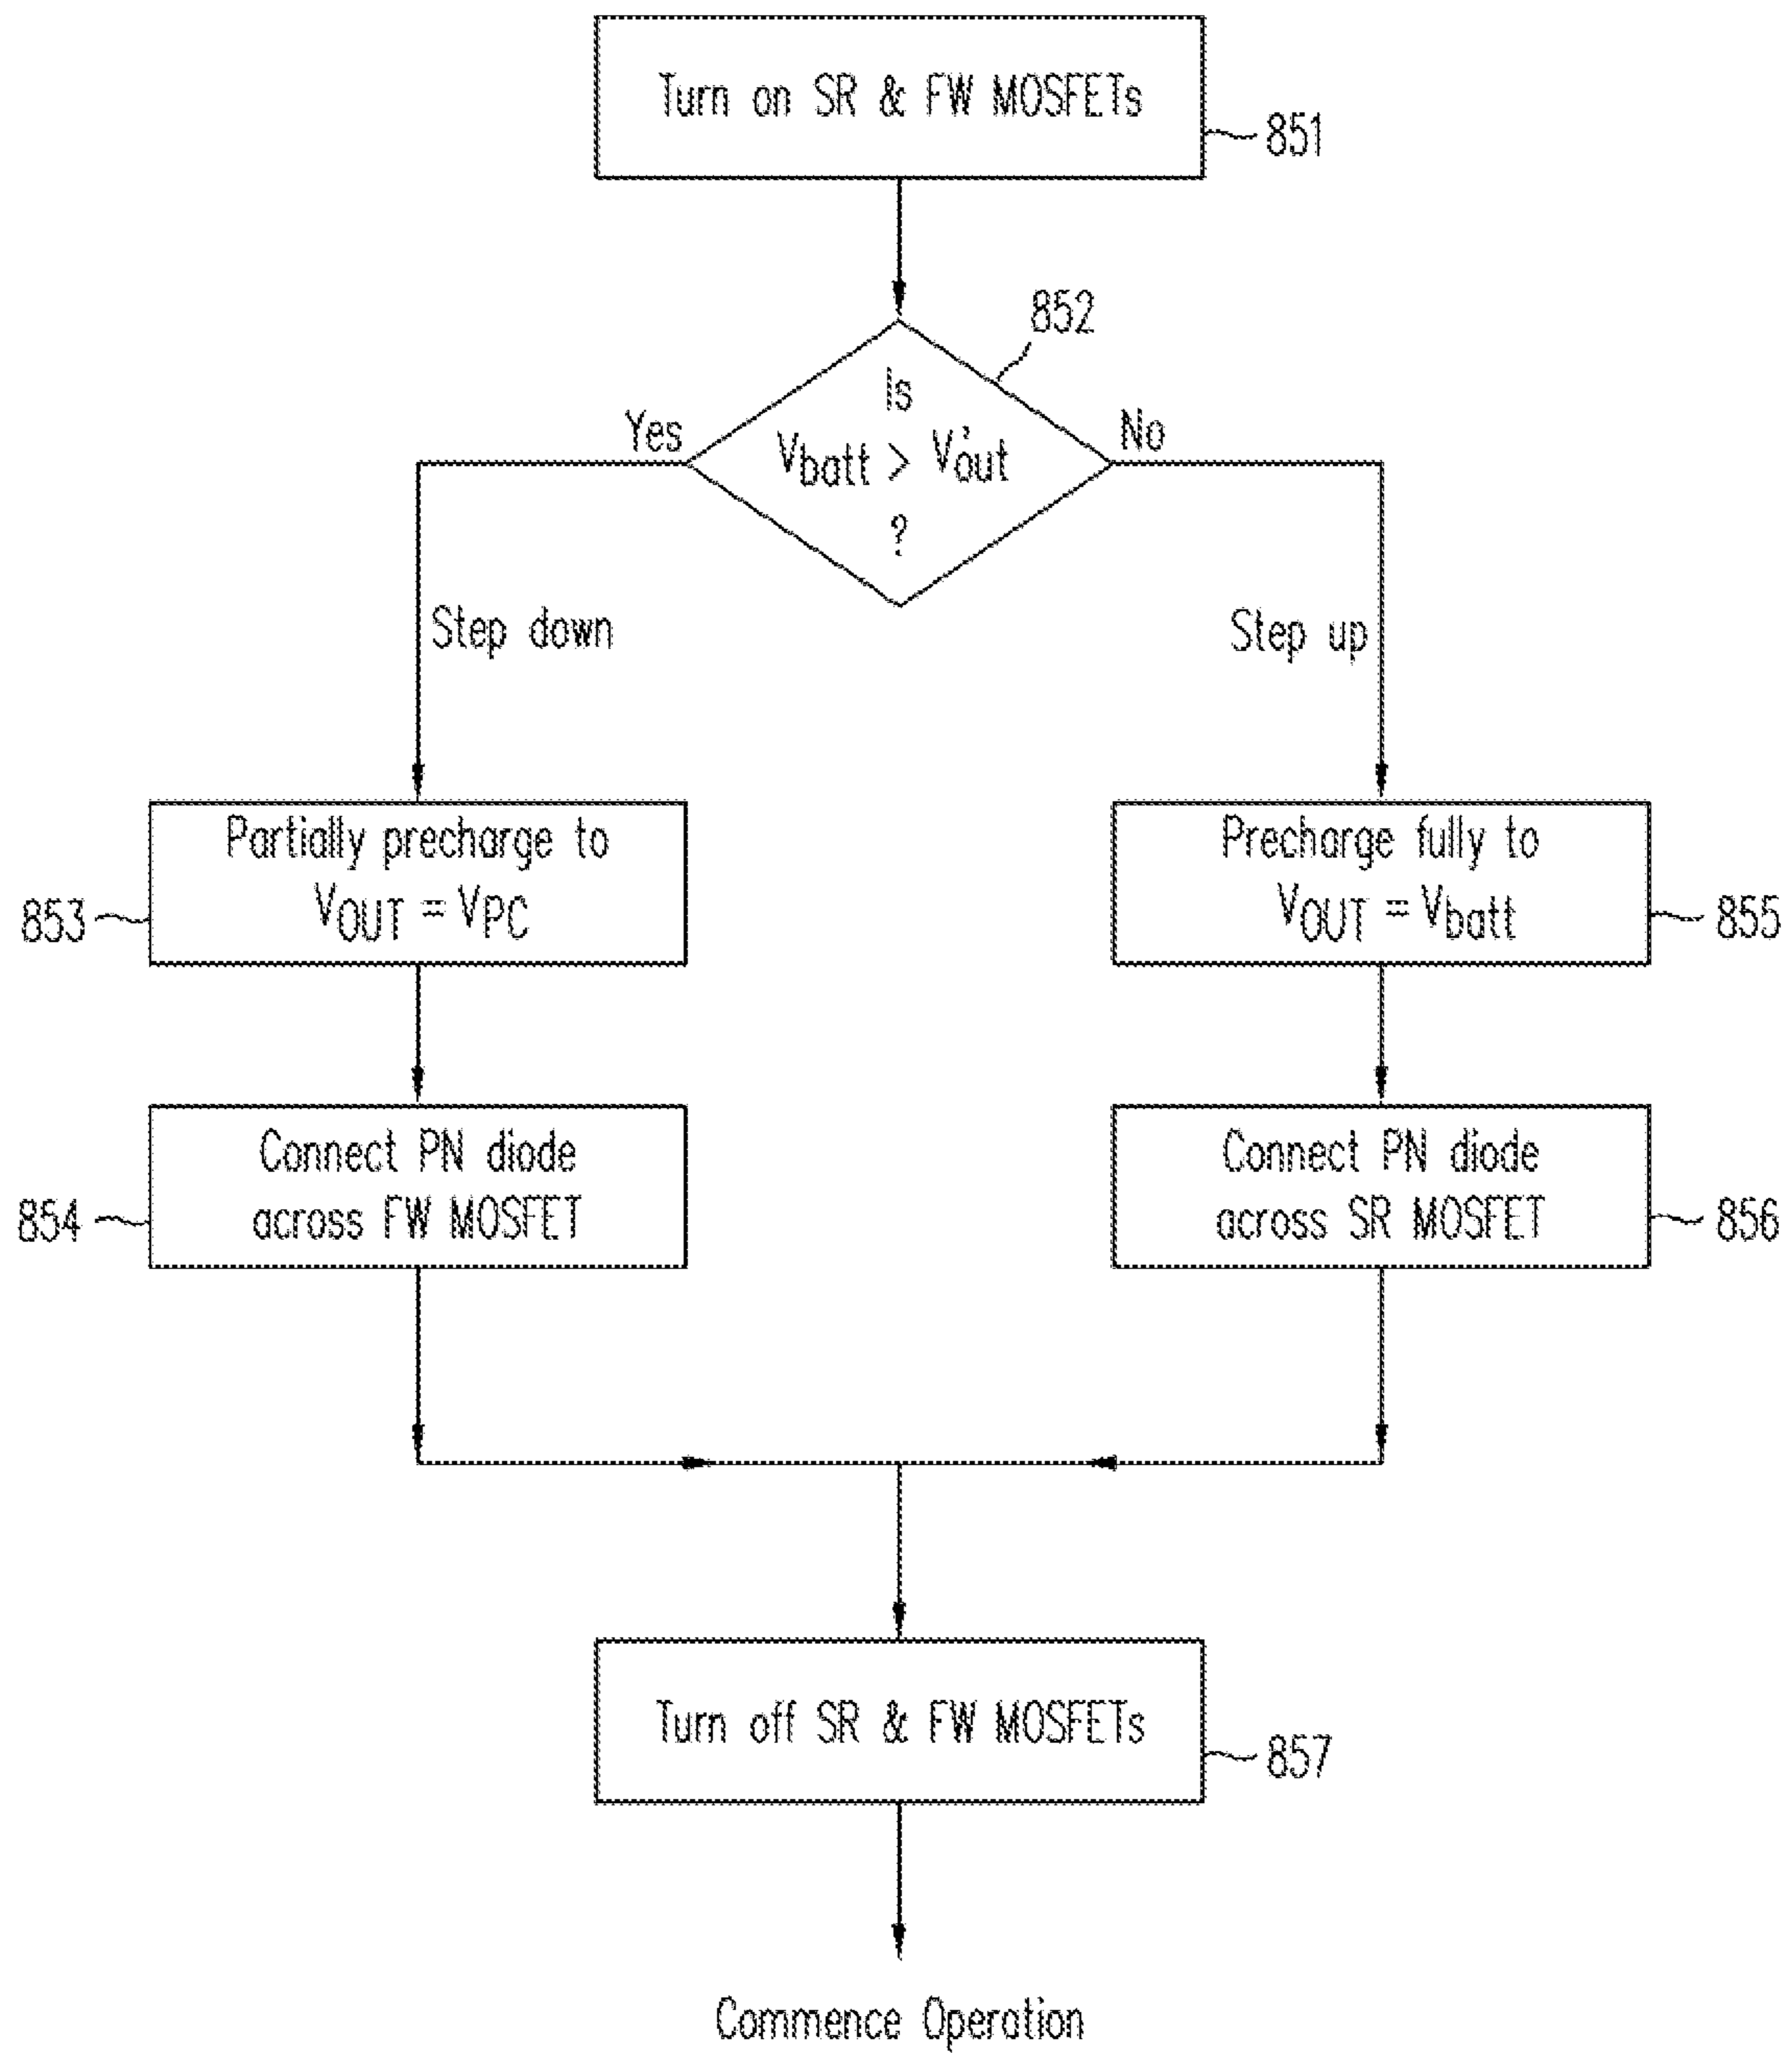 Turn on SR & FW MOSFETs
851
852
Is
Vbatt > V'out
?
Yes
No
Step down
Step up
Partially precharge to
VOUT = VPC
853
Precharge fully to
VOUT = Vbatt
855
Connect PN diode
across FW MOSFET
854
Connect PN diode
across SR MOSFET
856
Turn off SR & FW MOSFETs
857
Commence Operation